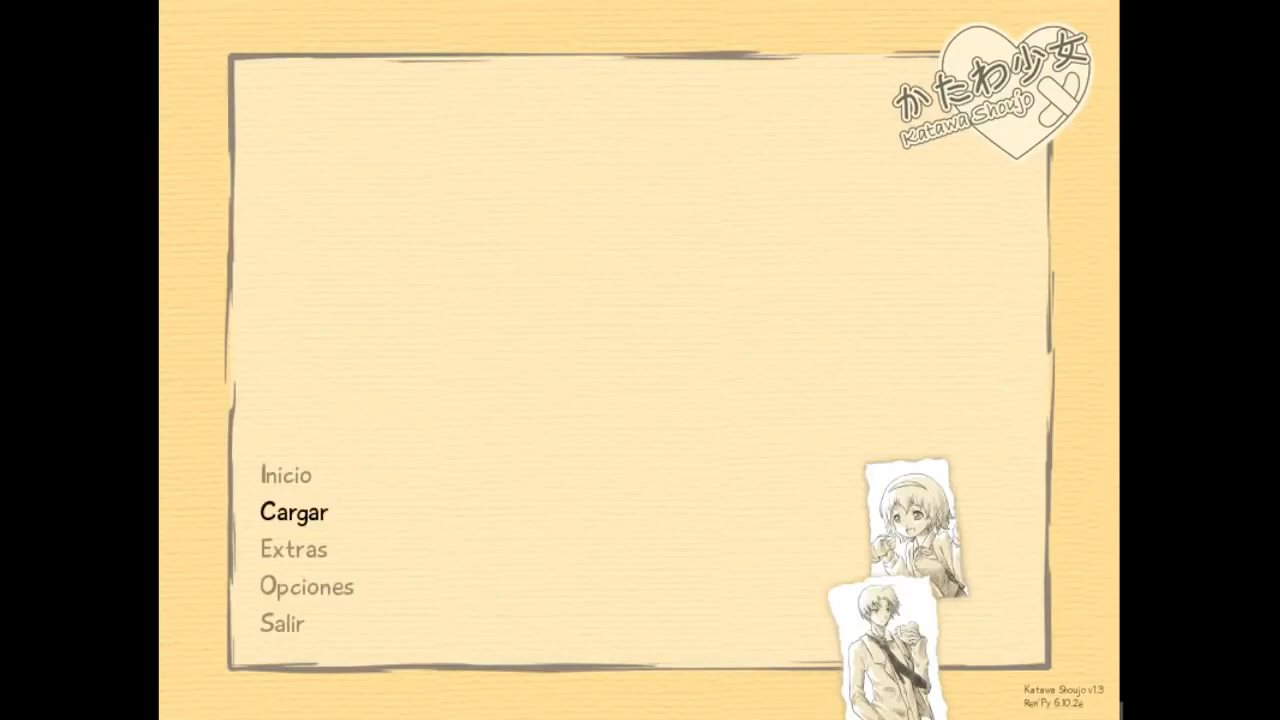 かたわ少女
Katawa Shoujo
Inicio
Cargar
Extras
Opciones
Salir
Katawa Shoujo v1.3
Ren'Py 6.10.2e